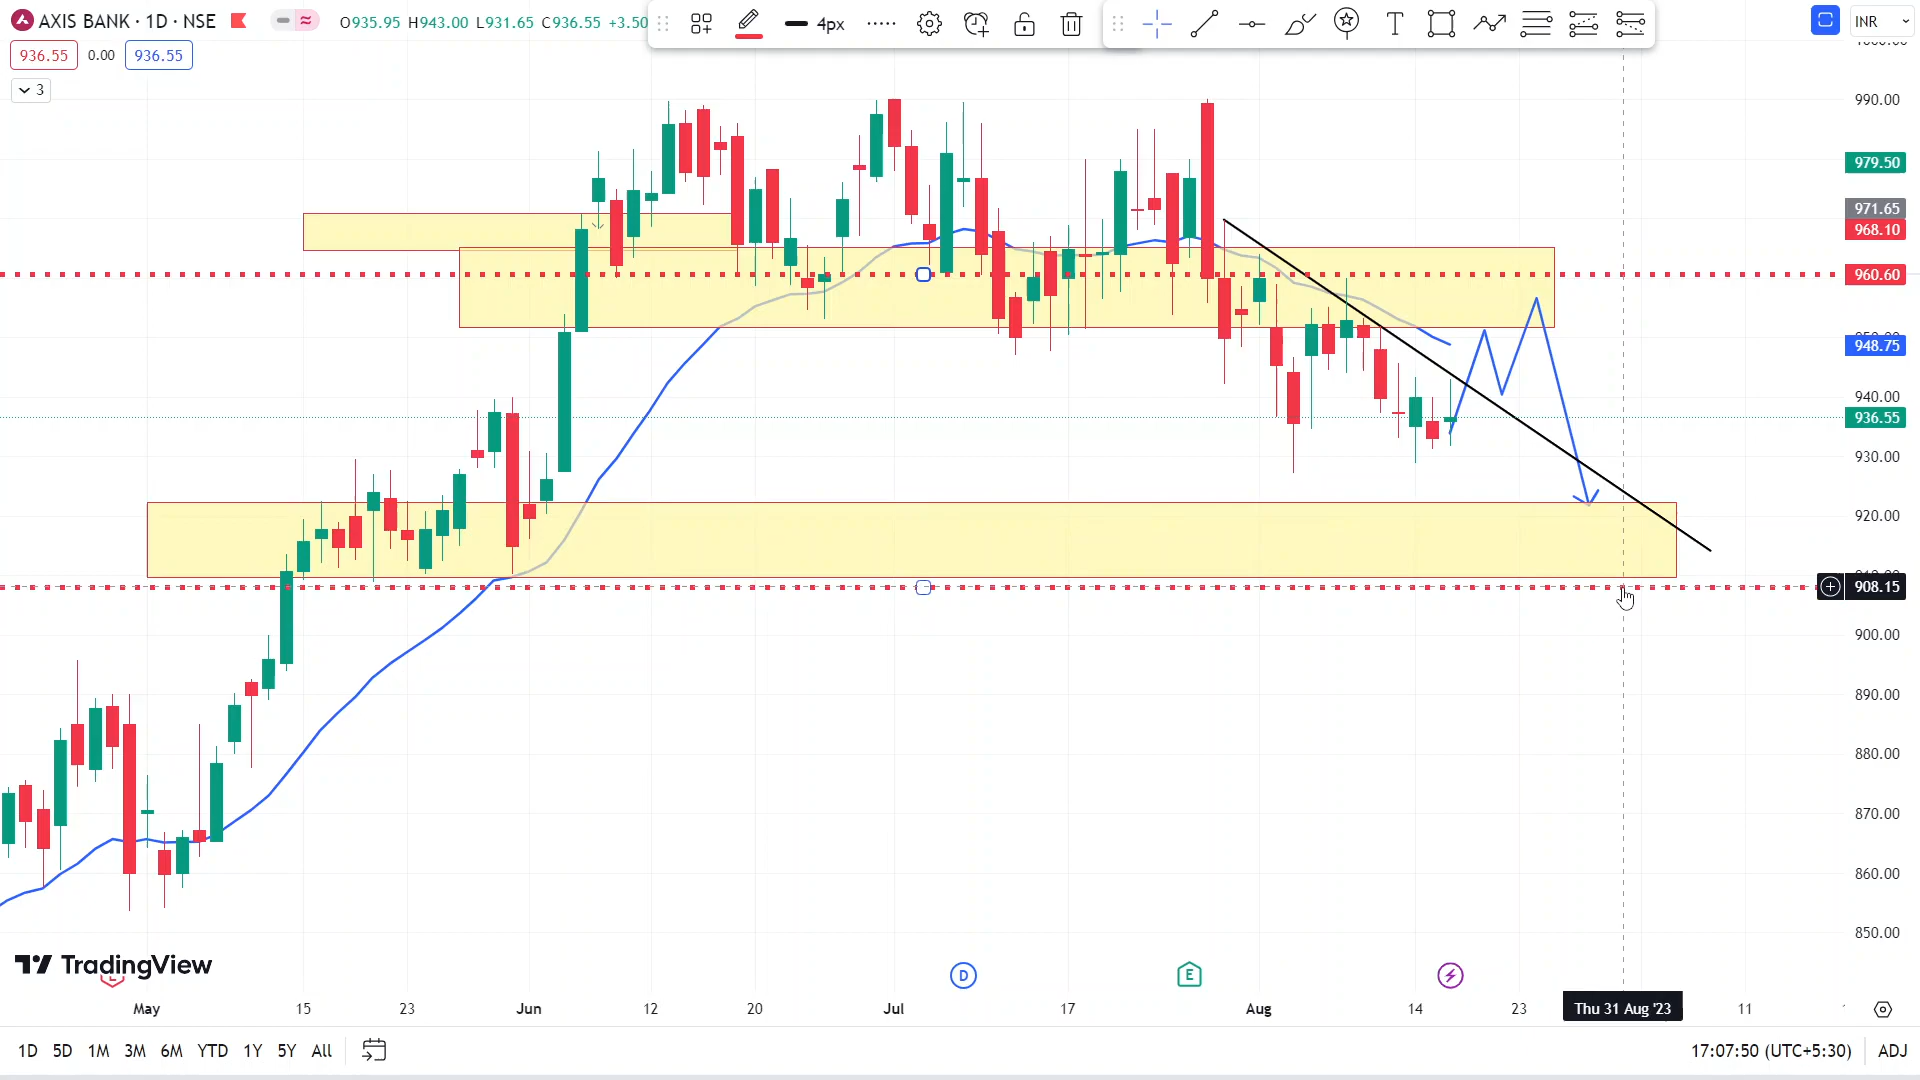 AXIS BANK · 1D · NSE
O935.95 H943.00 L931.65 C936.55 +3.50
4px
T
INR
936.55 0.00 936.55
3
990.00
979.50
971.65
968.10
960.60
948.75
940.00
936.55
930.00
920.00
908.15
900.00
890.00
880.00
870.00
860.00
850.00
TradingView
D
E
May 15 23 Jun 12 20 Jul 17 Aug 14 23 Thu 31 Aug '23 11
1D 5D 1M 3M 6M YTD 1Y 5Y All
17:07:50 (UTC+5:30) ADJ